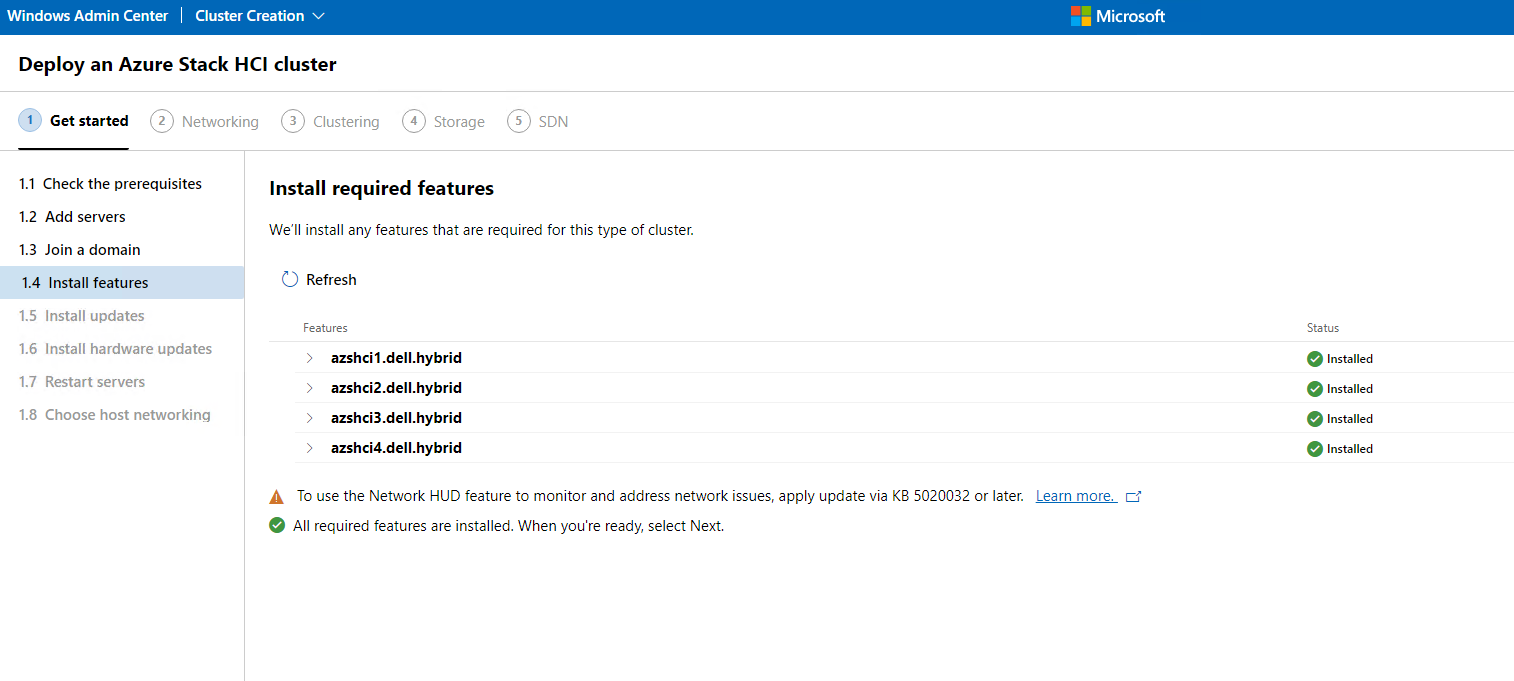 Windows Admin Center | Cluster Creation
Microsoft
Deploy an Azure Stack HCI cluster
1 Get started 2 Networking 3 Clustering 4 Storage 5 SDN
1.1 Check the prerequisites
1.2 Add servers
1.3 Join a domain
1.4 Install features
1.5 Install updates
1.6 Install hardware updates
1.7 Restart servers
1.8 Choose host networking
Install required features
We'll install any features that are required for this type of cluster.
Refresh
Features Status
azshci1.dell.hybrid Installed
azshci2.dell.hybrid Installed
azshci3.dell.hybrid Installed
azshci4.dell.hybrid Installed
To use the Network HUD feature to monitor and address network issues, apply update via KB 5020032 or later. Learn more.
All required features are installed. When you're ready, select Next.